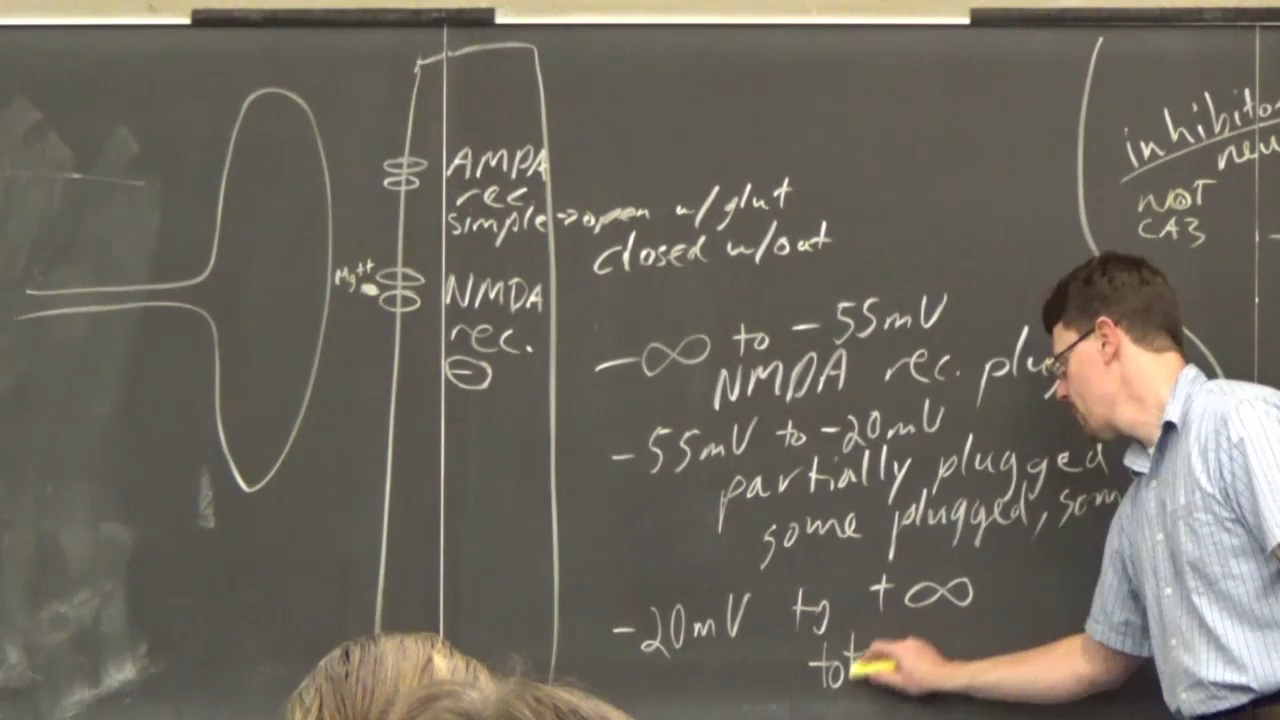 AMPA
rec
simple → open w/ glut
closed w/out
Mg++
NMDA
rec.
-
-∞ to -55mV
NMDA rec. plug
-55mV to -20mV
partially plugged
some plugged, som
-20mV to +∞
tot
inhibito
neu
NOT
CA3